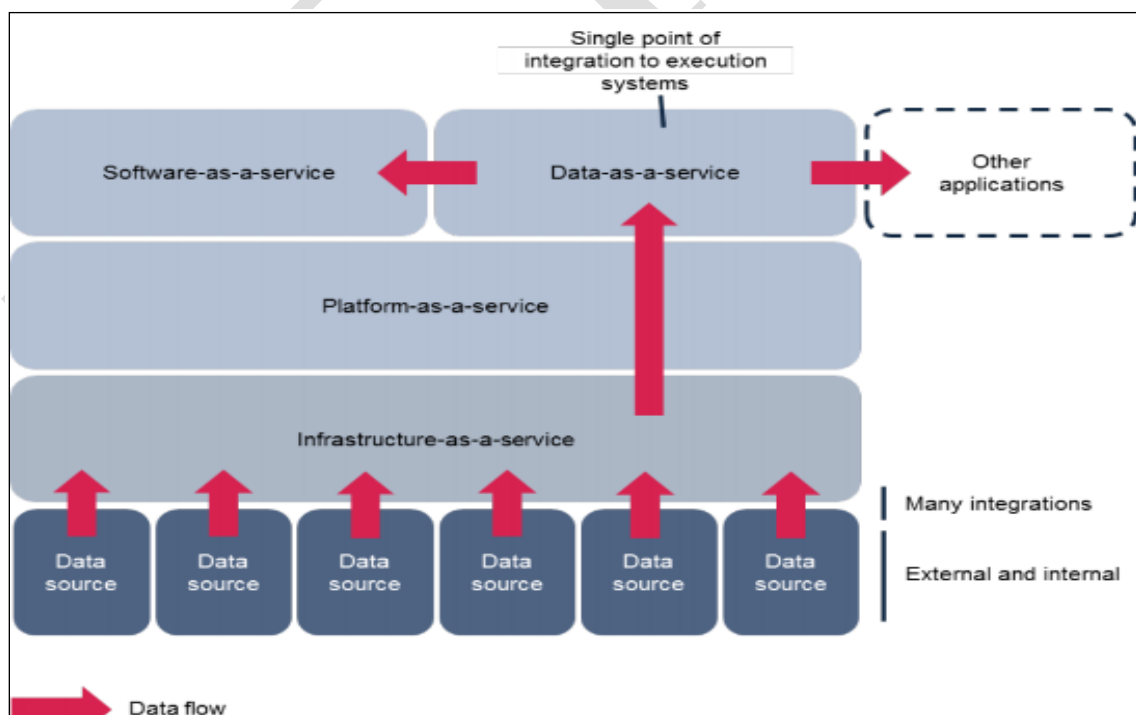 Single point of
integration to execution
systems
Software-as-a-service
Data-as-a-service
Other
applications
Platform-as-a-service
Infrastructure-as-a-service
Many integrations
Data
source
Data
source
Data
source
Data
source
Data
source
Data
source
External and internal
Data flow